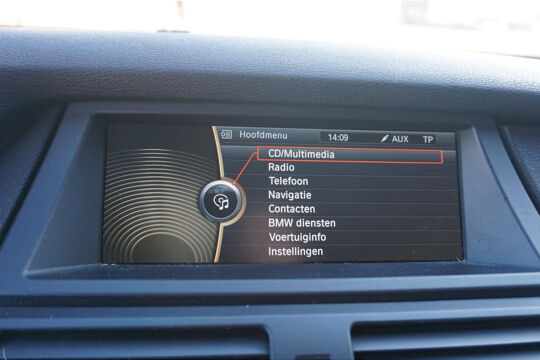 Hoofdmenu 14:09 AUX TP
CD/Multimedia
Radio
Telefoon
Navigatie
Contacten
BMW diensten
Voertuiginfo
Instellingen